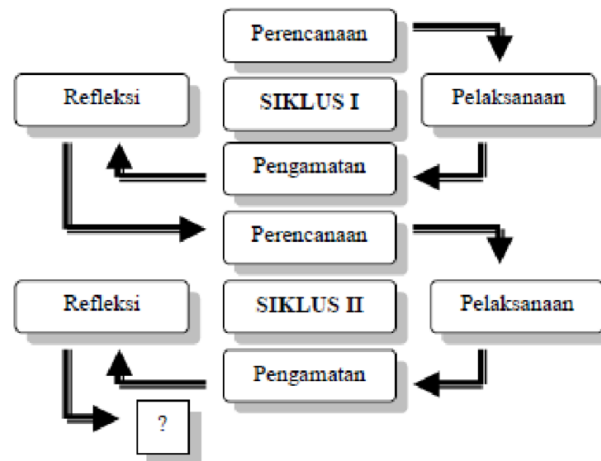 Perencanaan
Refleksi
SIKLUS I
Pelaksanaan
Pengamatan
Perencanaan
Refleksi
SIKLUS II
Pelaksanaan
Pengamatan
?